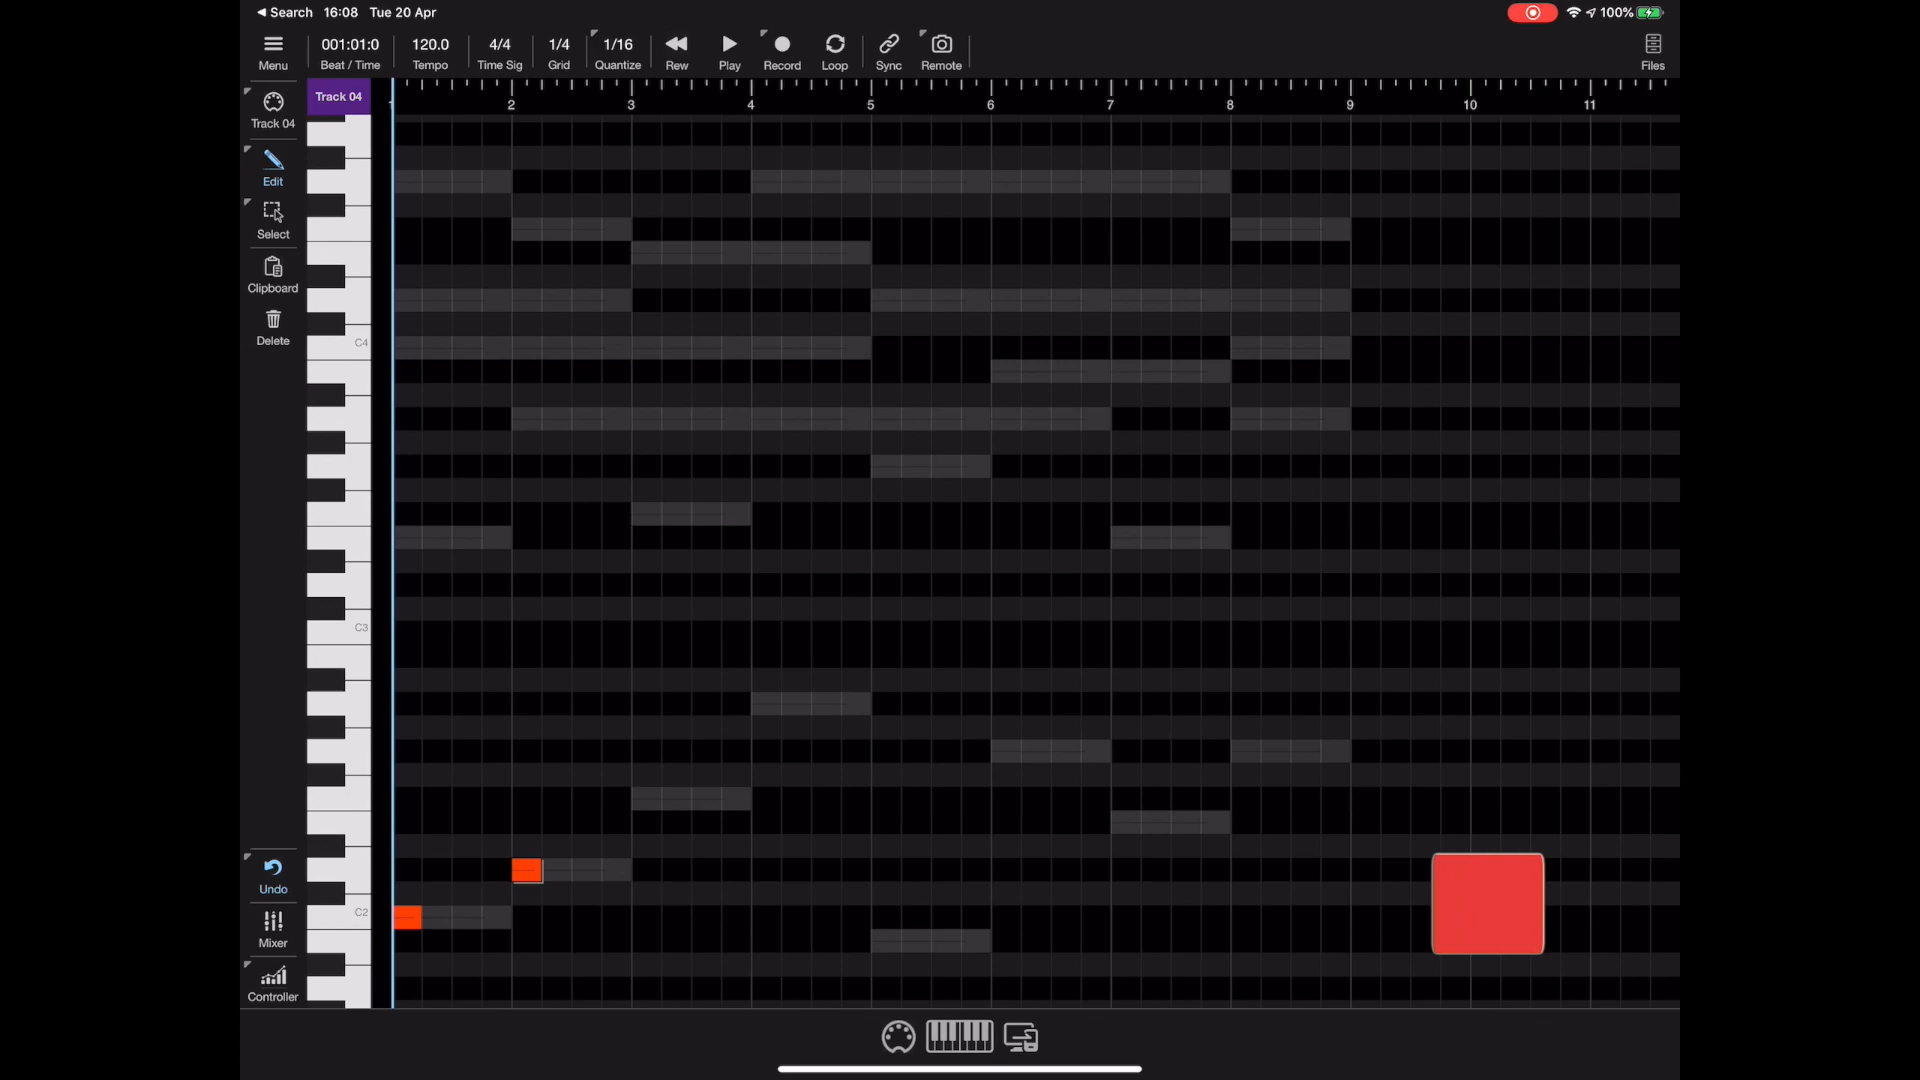 Search 16:08 Tue 20 Apr 100%
Menu
001:01:0 Beat / Time
120.0 Tempo
4/4 Time Sig
1/4 Grid
1/16 Quantize
Rew
Play
Record
Loop
Sync
Remote
Files
Track 04
1 2 3 4 5 6 7 8 9 10 11
Track 04
Edit
Select
Clipboard
Delete
C4
C3
C2
Undo
Mixer
Controller